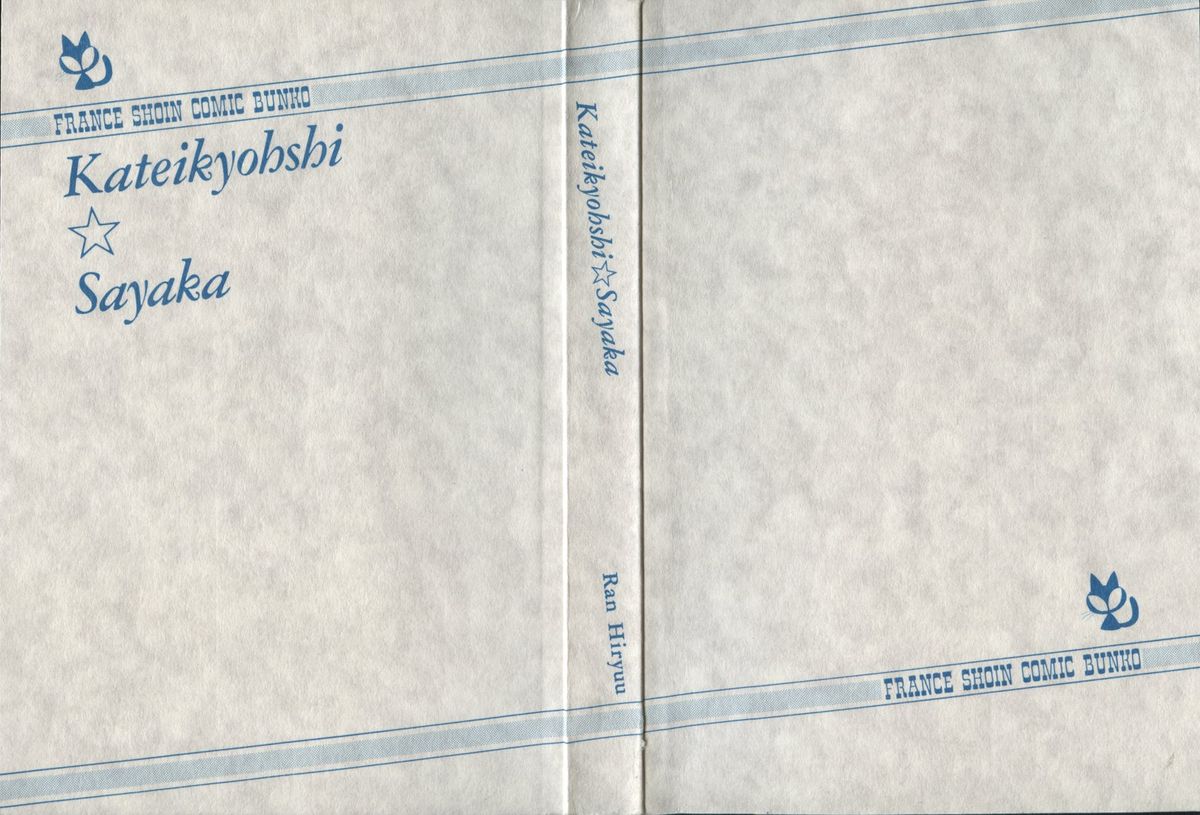 FRANCE SHOIN COMIC BUNKO
Kateikyohshi
☆
Sayaka
Kateikyohshi☆Sayaka
Ran Hiryuu
FRANCE SHOIN COMIC BUNKO